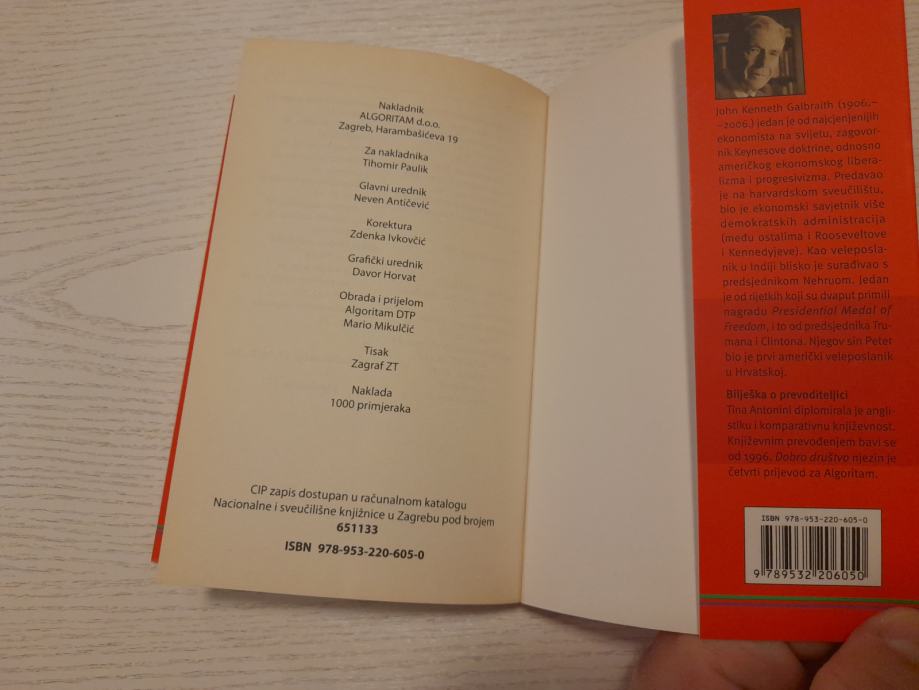 Nakladnik
ALGORITAM d.o.o.
Zagreb, Harambašićeva 19
Za nakladnika
Tihomir Paulik
Glavni urednik
Neven Antičević
Korektura
Zdenka Ivkovčić
Grafički urednik
Davor Horvat
Obrada i prijelom
Algoritam DTP
Mario Mikulčić
Tisak
Zagraf ZT
Naklada
1000 primjeraka
CIP zapis dostupan u računalnom katalogu
Nacionalne i sveučilišne knjižnice u Zagrebu pod brojem
651133
ISBN 978-953-220-605-0
John Kenneth Galbraith (1906.–
–2006.) jedan je od najcjenjenijih
ekonomista na svijetu, zagovor-
nik Keynesove doktrine, odnosno
američkog ekonomskog libera-
lizma i progresivizma. Predavao
je na harvardskom sveučilištu,
bio je ekonomski savjetnik više
demokratskih administracija
(među ostalima i Rooseveltove
i Kennedyjeve). Kao veleposla-
nik u Indiji blisko je surađivao s
predsjednikom Nehruom. Jedan
je od rijetkih koji su dvaput primili
nagradu Presidential Medal of
Freedom, i to od predsjednika Tru-
mana i Clintona. Njegov sin Peter
bio je prvi američki veleposlanik
u Hrvatskoj.
Bilješka o prevoditeljici
Tina Antonini diplomirala je angli-
stiku i komparativnu književnost.
Književnim prevođenjem bavi se
od 1996. Dobro društvo njezin je
četvrti prijevod za Algoritam.
ISBN 978-953-220-605-0
9 789532 206050